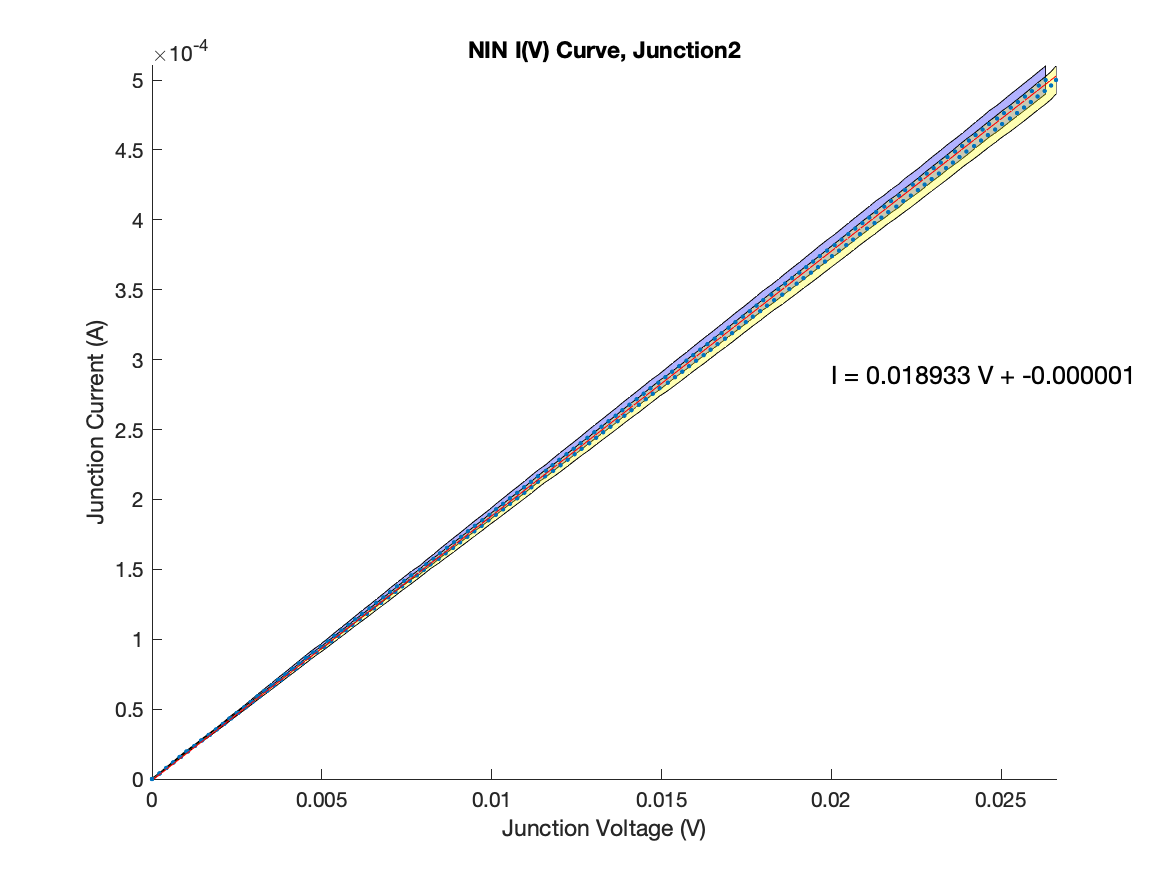 NIN I(V) Curve, Junction2
×10-4
5
4.5
4
3.5
3
2.5
2
1.5
1
0.5
0
Junction Current (A)
I = 0.018933 V + -0.000001
0 0.005 0.01 0.015 0.02 0.025
Junction Voltage (V)